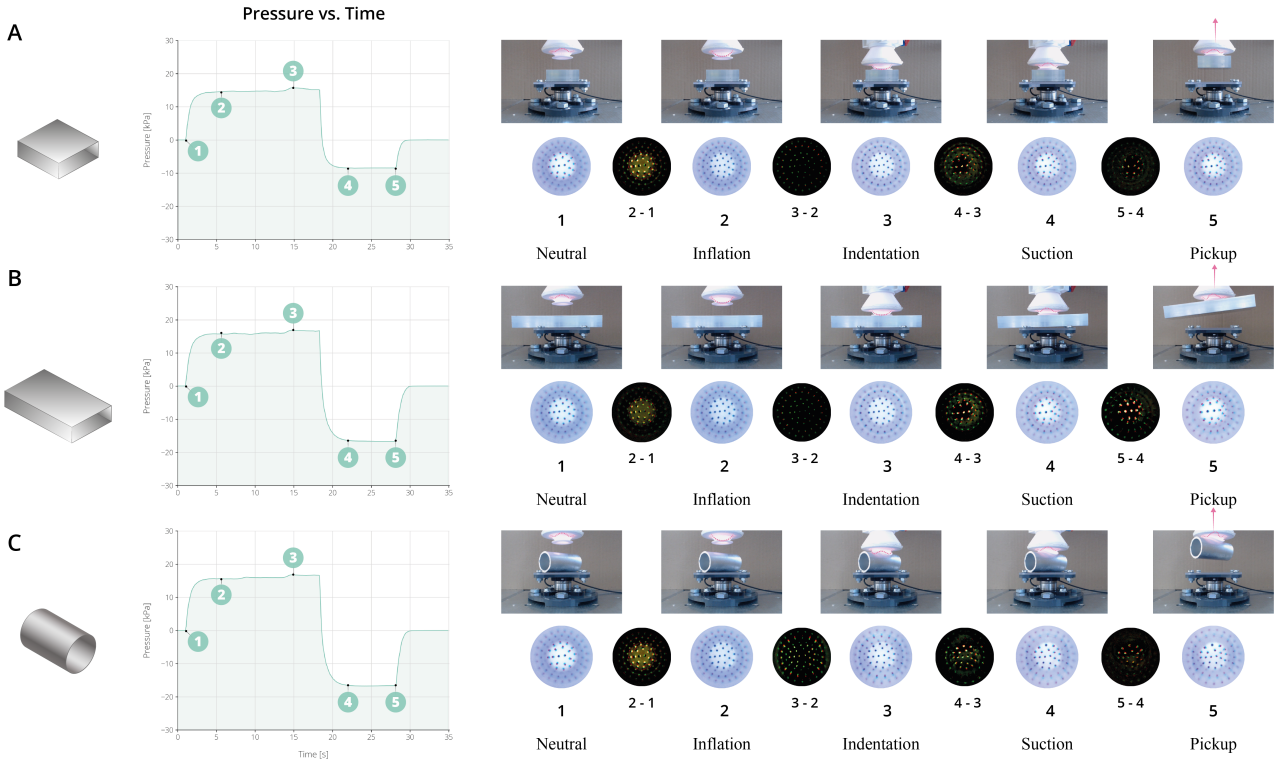 Pressure vs. Time
A
Pressure [kPa]
30
20
10
0
−10
−20
−30
0 5 10 15 20 25 30 35
1 2 3 4 5
1 2 - 1 2 3 - 2 3 4 - 3 4 5 - 4 5
Neutral Inflation Indentation Suction Pickup
B
Pressure [kPa]
30
20
10
0
−10
−20
−30
0 5 10 15 20 25 30 35
1 2 3 4 5
1 2 - 1 2 3 - 2 3 4 - 3 4 5 - 4 5
Neutral Inflation Indentation Suction Pickup
C
Pressure [kPa]
30
20
10
0
−10
−20
−30
0 5 10 15 20 25 30 35
Time [s]
1 2 3 4 5
1 2 - 1 2 3 - 2 3 4 - 3 4 5 - 4 5
Neutral Inflation Indentation Suction Pickup